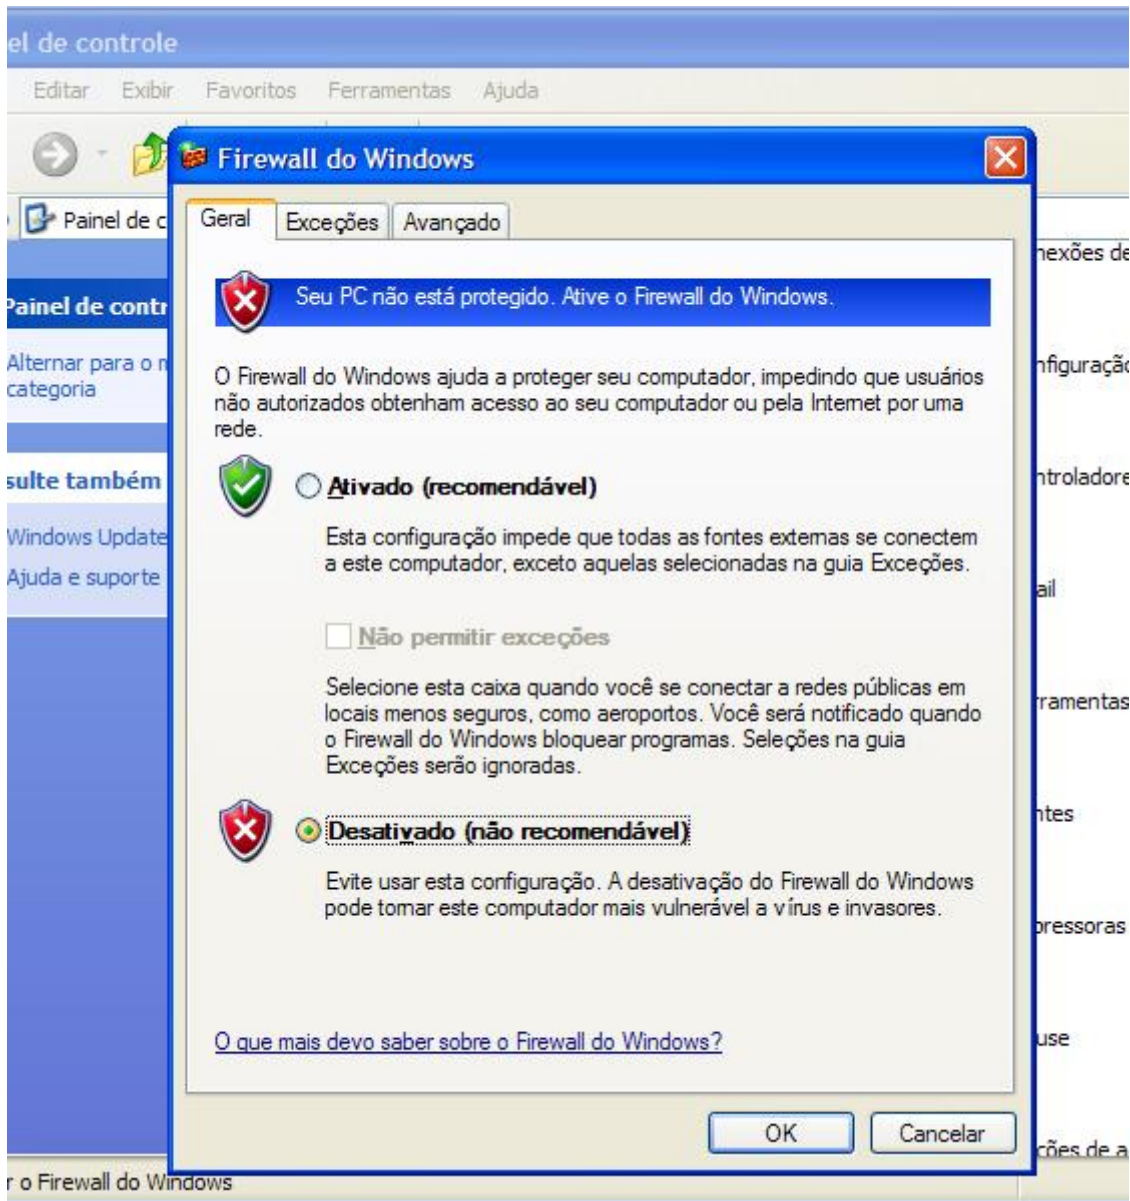 el de controle
Editar Exibir Favoritos Ferramentas Ajuda
Firewall do Windows
Painel de c
Geral Exceções Avançado
nexões de
Seu PC não está protegido. Ative o Firewall do Windows.
Painel de contr
Alternar para o m
categoria
nfiguração
O Firewall do Windows ajuda a proteger seu computador, impedindo que usuários
não autorizados obtenham acesso ao seu computador ou pela Internet por uma
rede.
sulte também
Windows Update
Ajuda e suporte
Ativado (recomendável)
ntroladore
Esta configuração impede que todas as fontes externas se conectem
a este computador, exceto aquelas selecionadas na guia Exceções.
ail
Não permitir exceções
Selecione esta caixa quando você se conectar a redes públicas em
locais menos seguros, como aeroportos. Você será notificado quando
o Firewall do Windows bloquear programas. Seleções na guia
Exceções serão ignoradas.
rramentas
Desativado (não recomendável)
ntes
Evite usar esta configuração. A desativação do Firewall do Windows
pode tornar este computador mais vulnerável a vírus e invasores.
pressoras
O que mais devo saber sobre o Firewall do Windows?
use
OK Cancelar
ções de a
r o Firewall do Windows